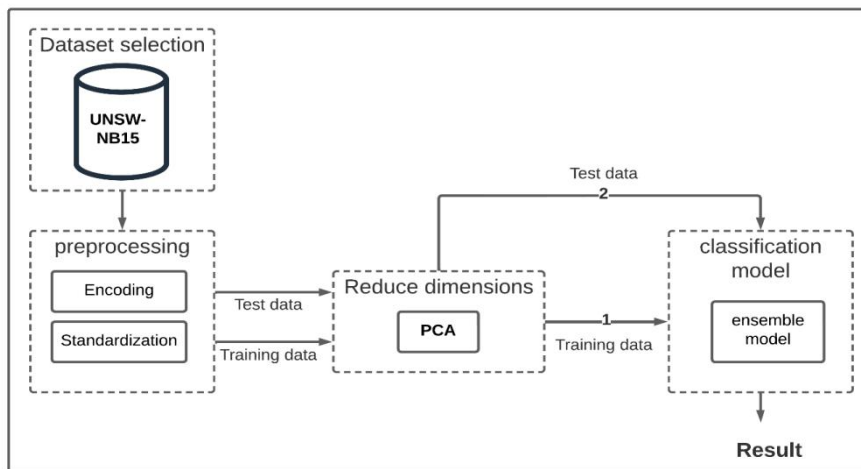 Dataset selection
UNSW-
NB15
preprocessing
Encoding
Standardization
Test data
Training data
Reduce dimensions
PCA
Test data
2
1
Training data
classification
model
ensemble
model
Result